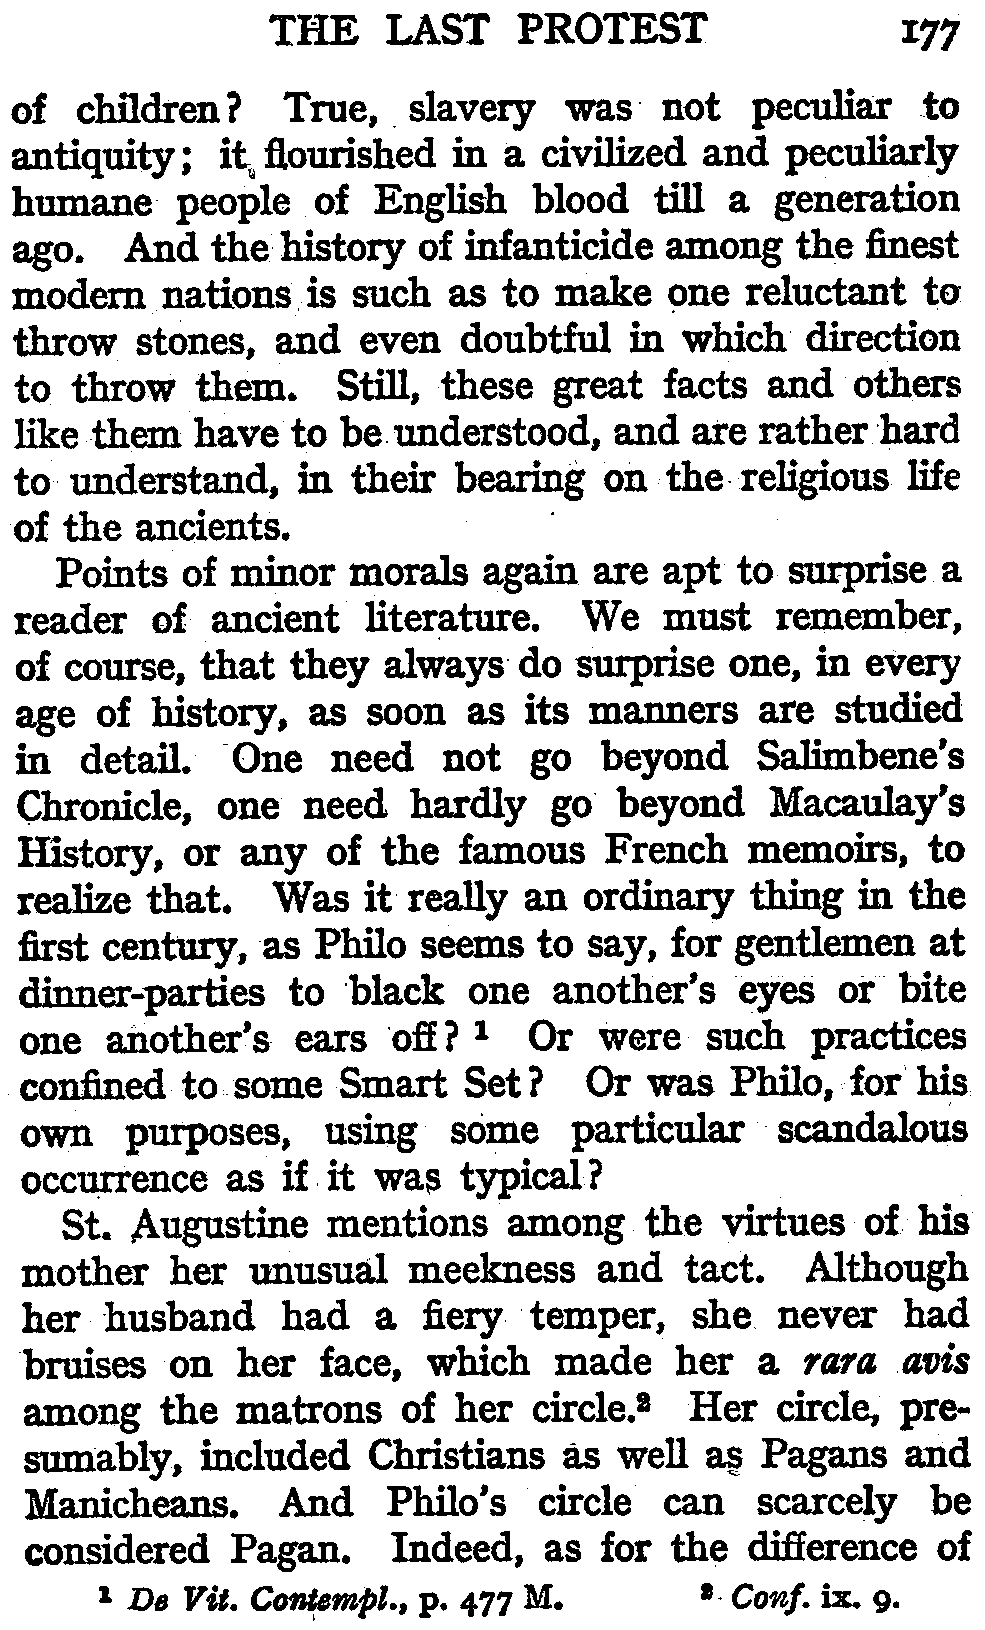 THE LAST PROTEST 177
of children? True, slavery was not peculiar to
antiquity; it flourished in a civilized and peculiarly
humane people of English blood till a generation
ago. And the history of infanticide among the finest
modern nations is such as to make one reluctant to
throw stones, and even doubtful in which direction
to throw them. Still, these great facts and others
like them have to be understood, and are rather hard
to understand, in their bearing on the religious life
of the ancients.
Points of minor morals again are apt to surprise a
reader of ancient literature. We must remember,
of course, that they always do surprise one, in every
age of history, as soon as its manners are studied
in detail. One need not go beyond Salimbene's
Chronicle, one need hardly go beyond Macaulay's
History, or any of the famous French memoirs, to
realize that. Was it really an ordinary thing in the
first century, as Philo seems to say, for gentlemen at
dinner-parties to black one another's eyes or bite
one another's ears off? ¹ Or were such practices
confined to some Smart Set? Or was Philo, for his
own purposes, using some particular scandalous
occurrence as if it was typical?
St. Augustine mentions among the virtues of his
mother her unusual meekness and tact. Although
her husband had a fiery temper, she never had
bruises on her face, which made her a rara avis
among the matrons of her circle.² Her circle, pre-
sumably, included Christians as well as Pagans and
Manicheans. And Philo's circle can scarcely be
considered Pagan. Indeed, as for the difference of
¹ De Vit. Contempl., p. 477 M. ² Conf. ix. 9.